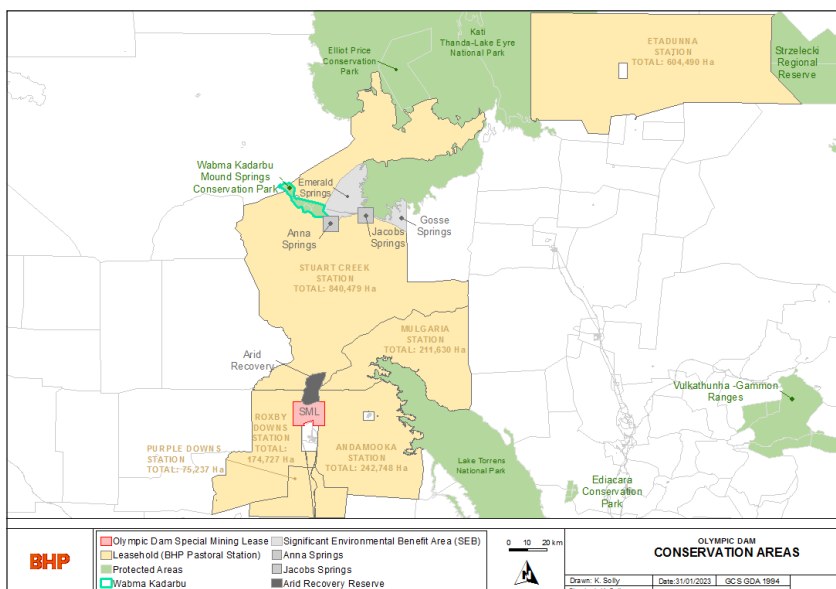 Kati
Thanda-Lake Eyre
National Park
Elliot Price
Conservation
Park
ETADUNNA
STATION
TOTAL: 604,490 Ha
Strzelecki
Regional
Reserve
Wabma Kadarbu
Mound Springs
Conservation Park
Emerald
Springs
Anna
Springs
Jacobs
Springs
Gosse
Springs
STUART CREEK
STATION
TOTAL: 840,479 Ha
MULGARIA
STATION
TOTAL: 211,630 Ha
Arid
Recovery
SML
ROXBY
DOWNS
STATION
TOTAL:
174,727 Ha
PURPLE DOWNS
STATION
TOTAL: 75,237 Ha
ANDAMOOKA
STATION
TOTAL: 242,748 Ha
Lake Torrens
National Park
Vulkathunha -Gammon
Ranges
Ediacara
Conservation
Park
BHP
Olympic Dam Special Mining Lease
Leasehold (BHP Pastoral Station)
Protected Areas
Wabma Kadarbu
Significant Environmental Benefit Area (SEB)
Anna Springs
Jacobs Springs
Arid Recovery Reserve
0 10 20 km
N
OLYMPIC DAM
CONSERVATION AREAS
Drawn: K. Solly
Date:31/01/2023
GCS GDA 1994